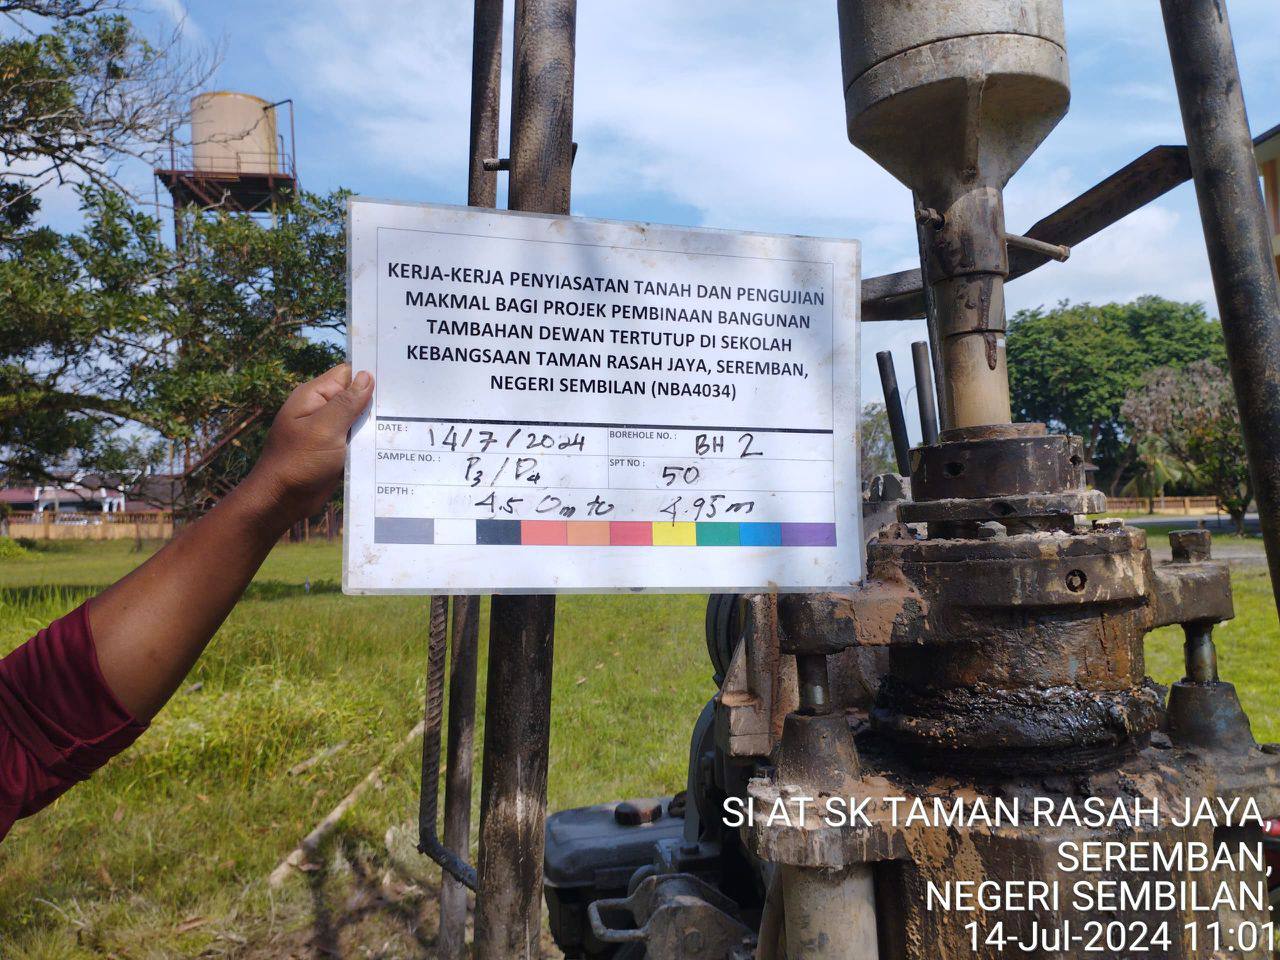 KERJA-KERJA PENYIASATAN TANAH DAN PENGUJIAN
MAKMAL BAGI PROJEK PEMBINAAN BANGUNAN
TAMBAHAN DEWAN TERTUTUP DI SEKOLAH
KEBANGSAAN TAMAN RASAH JAYA, SEREMBAN,
NEGERI SEMBILAN (NBA4034)
DATE : 14/7/2024 BOREHOLE NO. : BH 2
SAMPLE NO. : P3/D4 SPT NO : 50
DEPTH : 4.50m to 4.95m
SI AT SK TAMAN RASAH JAYA,
SEREMBAN,
NEGERI SEMBILAN.
14-Jul-2024 11:01